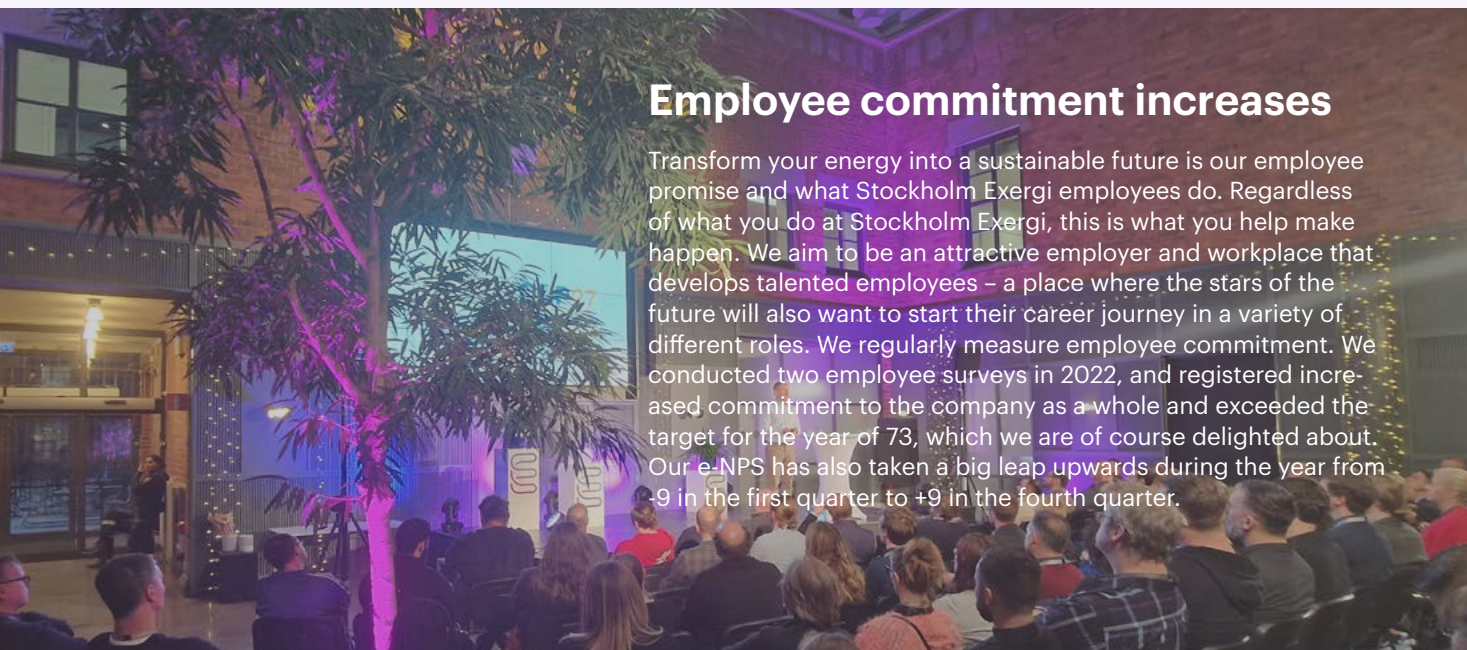 Employee commitment increases
Transform your energy into a sustainable future is our employee
promise and what Stockholm Exergi employees do. Regardless
of what you do at Stockholm Exergi, this is what you help make
happen. We aim to be an attractive employer and workplace that
develops talented employees – a place where the stars of the
future will also want to start their career journey in a variety of
different roles. We regularly measure employee commitment. We
conducted two employee surveys in 2022, and registered incre-
ased commitment to the company as a whole and exceeded the
target for the year of 73, which we are of course delighted about.
Our e-NPS has also taken a big leap upwards during the year from
-9 in the first quarter to +9 in the fourth quarter.